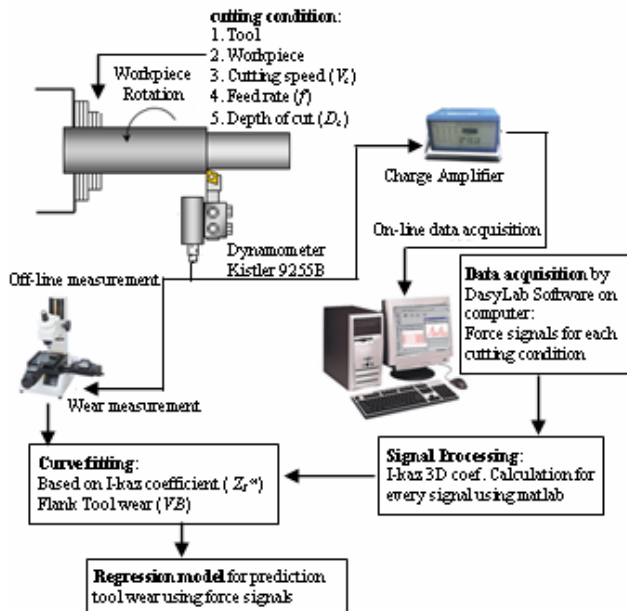 cutting condition:
1. Tool
2. Workpiece
3. Cutting speed (Vc)
4. Feed rate (f)
5. Depth of cut (Dc)
Workpiece
Rotation
Charge Amplifier
On-line data acquisition
Dynamometer
Kistler 9255B
Off-line measurement
Data acquisition by
DasyLab Software on
computer:
Force signals for each
cutting condition
Wear measurement
Curve fitting:
Based on I-kaz coefficient (
Flank Tool wear (VB)
Signal Processing:
I-kaz 3D coef. Calculation for
every signal using matlab
Regression model for prediction
tool wear using force signals